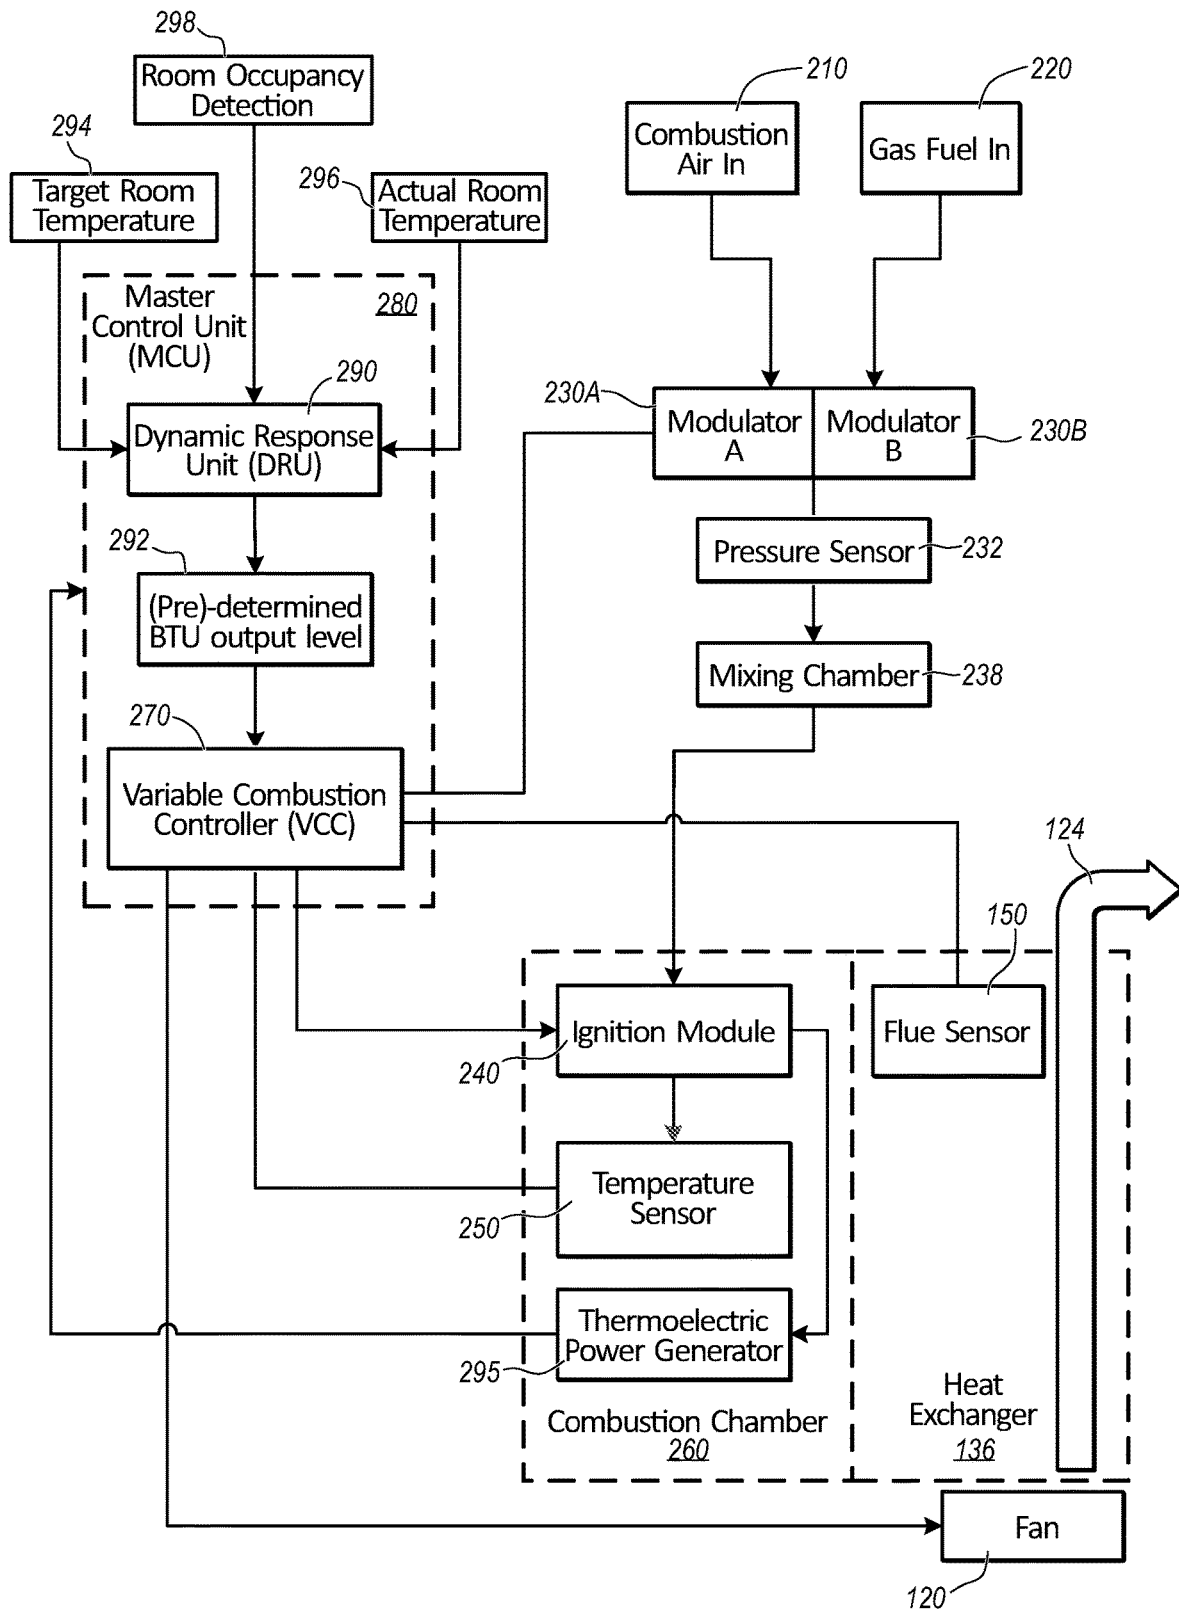 298
Room Occupancy
Detection
294
Target Room
Temperature
296
Actual Room
Temperature
210
Combustion
Air In
220
Gas Fuel In
Master
Control Unit
(MCU)
280
290
Dynamic Response
Unit (DRU)
230A
Modulator
A
Modulator
B
230B
Pressure Sensor
232
292
(Pre)-determined
BTU output level
Mixing Chamber
238
270
Variable Combustion
Controller (VCC)
124
150
Ignition Module
240
Flue Sensor
Temperature
Sensor
250
Thermoelectric
Power Generator
295
Combustion Chamber
260
Heat
Exchanger
136
Fan
120